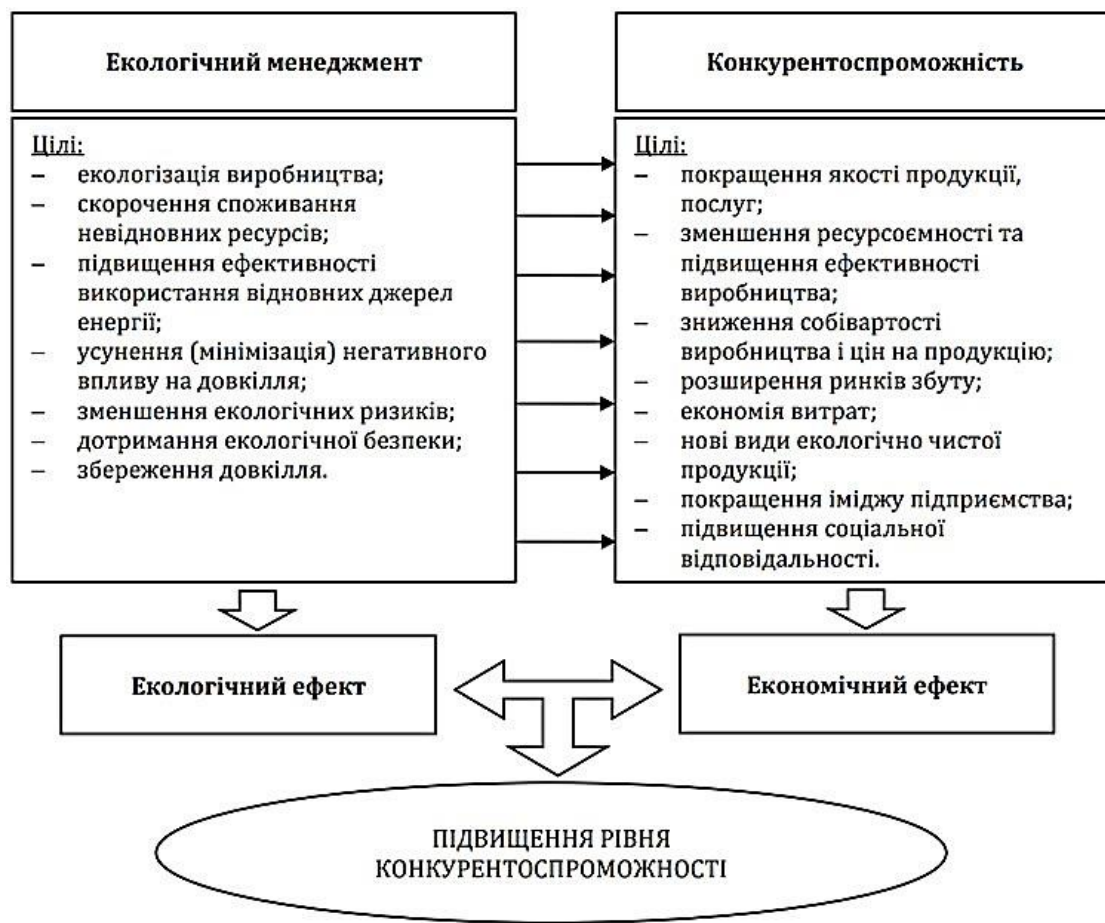 Екологічний менеджмент
Цілі:
– екологізація виробництва;
– скорочення споживання
невідновних ресурсів;
– підвищення ефективності
використання відновних джерел
енергії;
– усунення (мінімізація) негативного
впливу на довкілля;
– зменшення екологічних ризиків;
– дотримання екологічної безпеки;
– збереження довкілля.
Конкурентоспроможність
Цілі:
– покращення якості продукції,
послуг;
– зменшення ресурсоємності та
підвищення ефективності
виробництва;
– зниження собівартості
виробництва і цін на продукцію;
– розширення ринків збуту;
– економія витрат;
– нові види екологічно чистої
продукції;
– покращення іміджу підприємства;
– підвищення соціальної
відповідальності.
Екологічний ефект
Економічний ефект
ПІДВИЩЕННЯ РІВНЯ
КОНКУРЕНТОСПРОМОЖНОСТІ